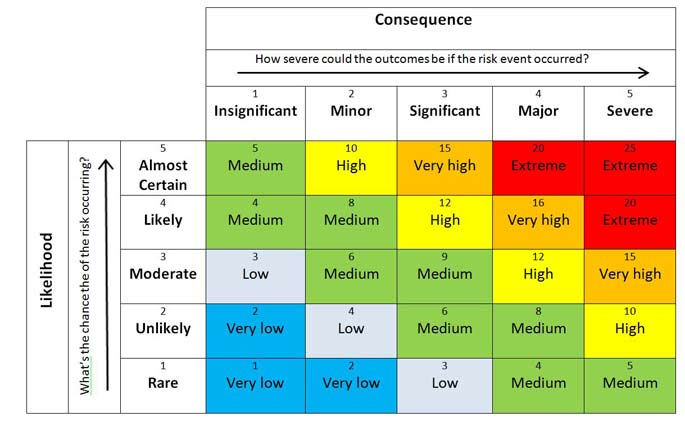 Consequence
How severe could the outcomes be if the risk event occurred?
1 2 3 4 5
Insignificant Minor Significant Major Severe
Likelihood
What's the chance the of the risk occurring?
5 5 10 15 20 25
Almost Certain Medium High Very high Extreme Extreme
4 4 8 12 16 20
Likely Medium Medium High Very high Extreme
3 3 6 9 12 15
Moderate Low Medium Medium High Very high
2 2 4 6 8 10
Unlikely Very low Low Medium Medium High
1 1 2 3 4 5
Rare Very low Very low Low Medium Medium